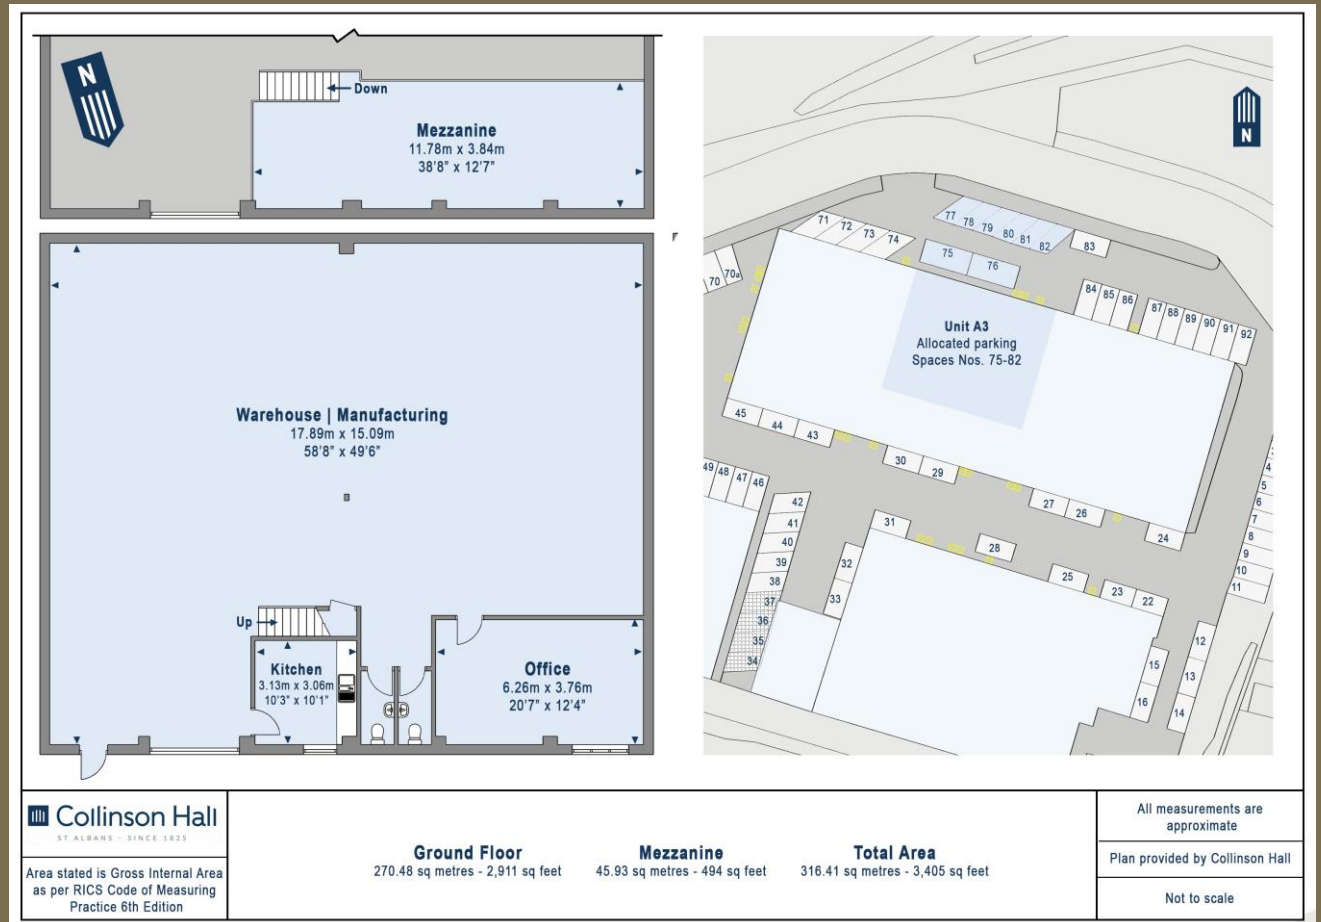 N
Down
Mezzanine
11.78m x 3.84m
38'8" x 12'7"
Warehouse | Manufacturing
17.89m x 15.09m
58'8" x 49'6"
Up
Kitchen
3.13m x 3.06m
10'3" x 10'1"
Office
6.26m x 3.76m
20'7" x 12'4"
N
71
72
73
74
75
76
77
78
79
80
81
82
83
70
70a
84
85
86
87
88
89
90
91
92
Unit A3
Allocated parking
Spaces Nos. 75-82
45
44
43
30
29
27
26
24
49
48
47
46
42
41
40
39
38
37
36
35
34
31
32
33
28
25
23
22
4
5
6
7
8
9
10
11
12
13
14
15
16
Collinson Hall
ST ALBANS - SINCE 1825
Area stated is Gross Internal Area
as per RICS Code of Measuring
Practice 6th Edition
Ground Floor
270.48 sq metres - 2,911 sq feet
Mezzanine
45.93 sq metres - 494 sq feet
Total Area
316.41 sq metres - 3,405 sq feet
All measurements are
approximate
Plan provided by Collinson Hall
Not to scale